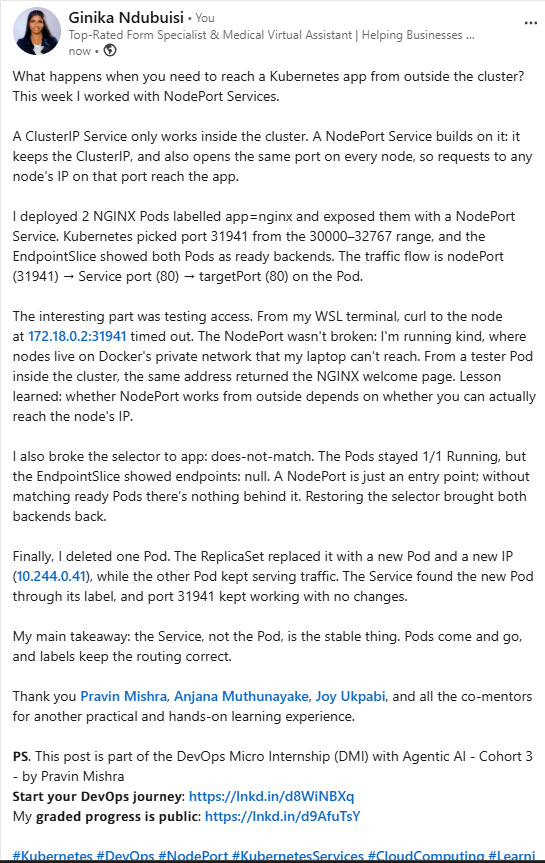 Ginika Ndubuisi • You
Top-Rated Form Specialist & Medical Virtual Assistant | Helping Businesses ...
now •
What happens when you need to reach a Kubernetes app from outside the cluster?
This week I worked with NodePort Services.
A ClusterIP Service only works inside the cluster. A NodePort Service builds on it: it
keeps the ClusterIP, and also opens the same port on every node, so requests to any
node's IP on that port reach the app.
I deployed 2 NGINX Pods labelled app=nginx and exposed them with a NodePort
Service. Kubernetes picked port 31941 from the 30000–32767 range, and the
EndpointSlice showed both Pods as ready backends. The traffic flow is nodePort
(31941) → Service port (80) → targetPort (80) on the Pod.
The interesting part was testing access. From my WSL terminal, curl to the node
at 172.18.0.2:31941 timed out. The NodePort wasn't broken: I'm running kind, where
nodes live on Docker's private network that my laptop can't reach. From a tester Pod
inside the cluster, the same address returned the NGINX welcome page. Lesson
learned: whether NodePort works from outside depends on whether you can actually
reach the node's IP.
I also broke the selector to app: does-not-match. The Pods stayed 1/1 Running, but
the EndpointSlice showed endpoints: null. A NodePort is just an entry point; without
matching ready Pods there's nothing behind it. Restoring the selector brought both
backends back.
Finally, I deleted one Pod. The ReplicaSet replaced it with a new Pod and a new IP
(10.244.0.41), while the other Pod kept serving traffic. The Service found the new Pod
through its label, and port 31941 kept working with no changes.
My main takeaway: the Service, not the Pod, is the stable thing. Pods come and go,
and labels keep the routing correct.
Thank you Pravin Mishra, Anjana Muthunayake, Joy Ukpabi, and all the co-mentors
for another practical and hands-on learning experience.
PS. This post is part of the DevOps Micro Internship (DMI) with Agentic AI - Cohort 3
- by Pravin Mishra
Start your DevOps journey: https://lnkd.in/d8WiNBXq
My graded progress is public: https://lnkd.in/d9AfuTsY
#Kubernetes #DevOps #NodePort #KubernetesServices #CloudComputing #Learni